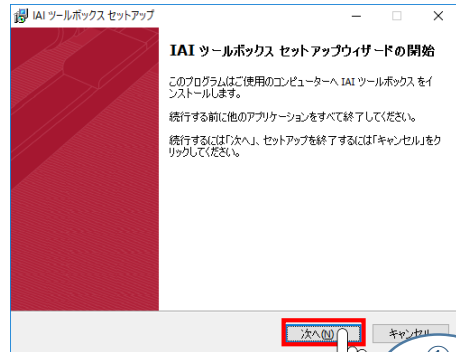 IAI ツールボックス セットアップ
IAI ツールボックス セットアップウィザードの開始
このプログラムはご使用のコンピューターへ IAI ツールボックス をイ
ンストールします。
続行する前に他のアプリケーションをすべて終了してください。
続行するには「次へ」、セットアップを終了するには「キャンセル」をク
リックしてください。
次へ(N)
キャンセル
①